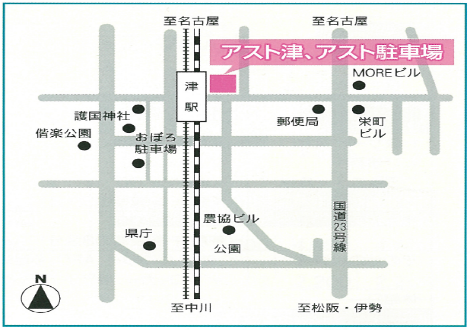 至名古屋
至名古屋
アスト津、アスト駐車場
MOREビル
津駅
護国神社
偕楽公園
おぼろ
駐車場
郵便局
栄町
ビル
国道23号線
県庁
農協ビル
公園
N
至中川
至松阪・伊勢